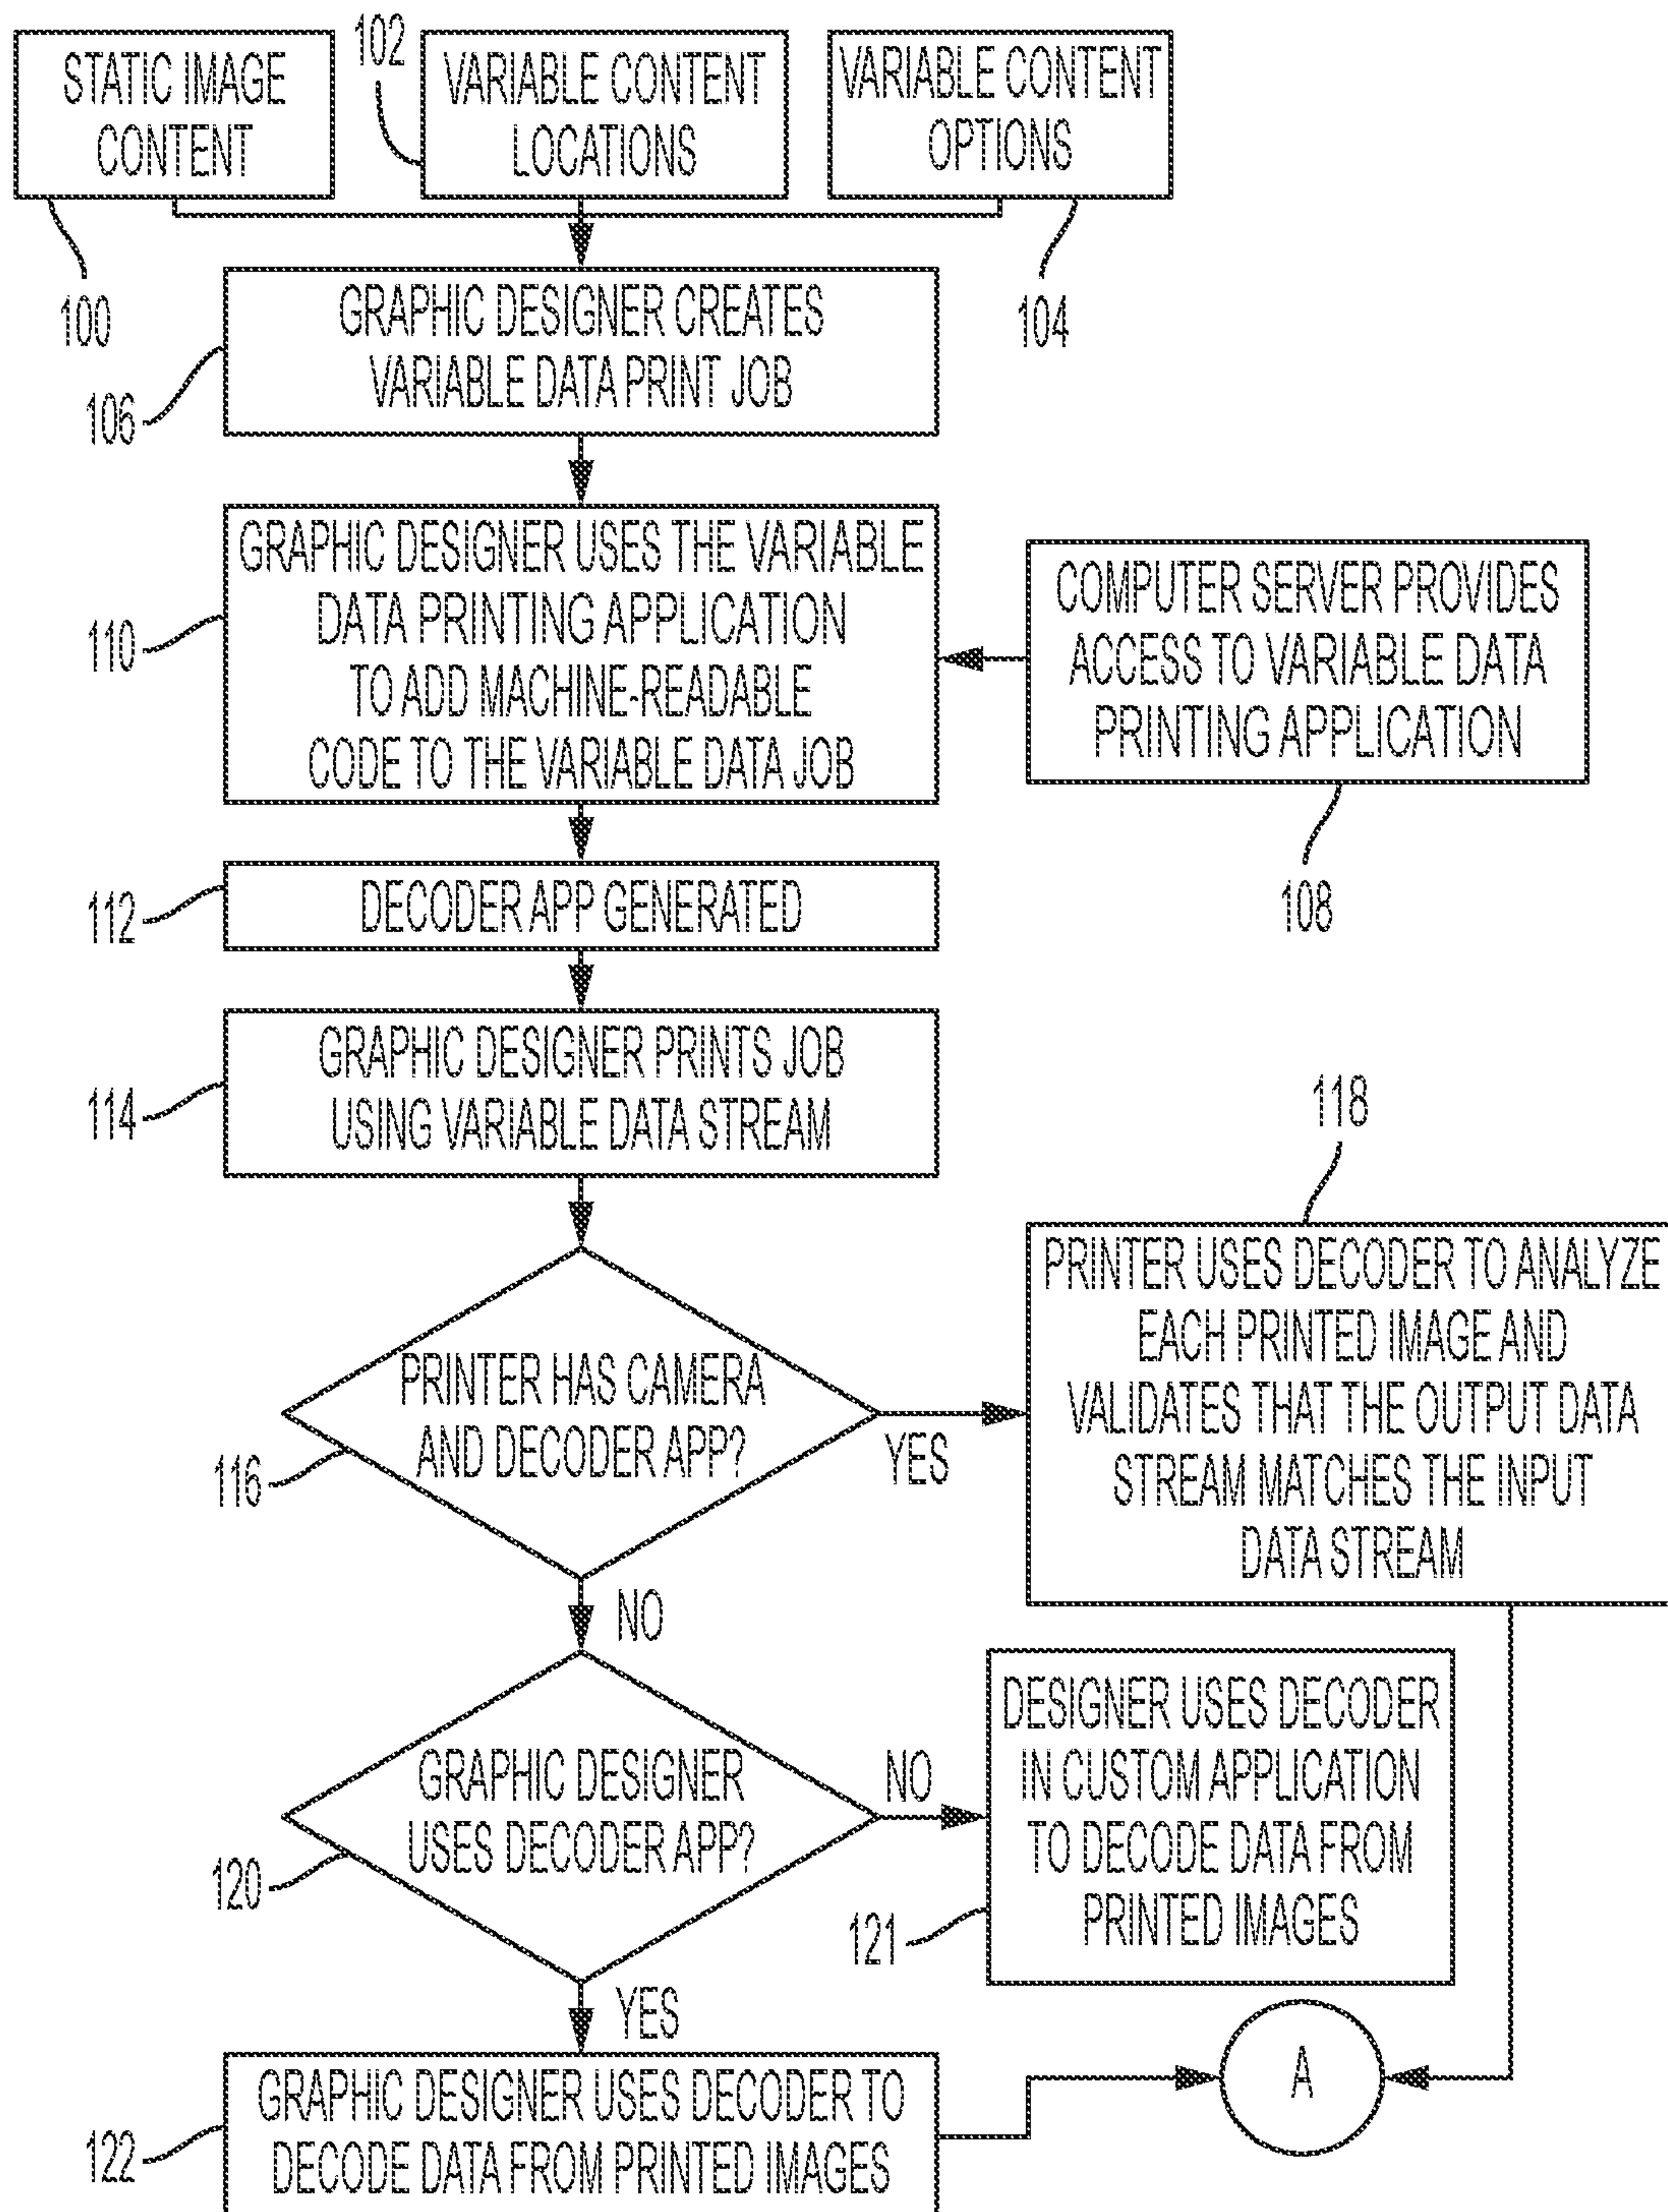 STATIC IMAGE
CONTENT
100
102
VARIABLE CONTENT
LOCATIONS
VARIABLE CONTENT
OPTIONS
104
GRAPHIC DESIGNER CREATES
VARIABLE DATA PRINT JOB
106
GRAPHIC DESIGNER USES THE VARIABLE
DATA PRINTING APPLICATION
TO ADD MACHINE-READABLE
CODE TO THE VARIABLE DATA JOB
110
COMPUTER SERVER PROVIDES
ACCESS TO VARIABLE DATA
PRINTING APPLICATION
108
DECODER APP GENERATED
112
GRAPHIC DESIGNER PRINTS JOB
USING VARIABLE DATA STREAM
114
PRINTER HAS CAMERA
AND DECODER APP?
116
YES
NO
118
PRINTER USES DECODER TO ANALYZE
EACH PRINTED IMAGE AND
VALIDATES THAT THE OUTPUT DATA
STREAM MATCHES THE INPUT
DATA STREAM
GRAPHIC DESIGNER
USES DECODER APP?
120
NO
YES
DESIGNER USES DECODER
IN CUSTOM APPLICATION
TO DECODE DATA FROM
PRINTED IMAGES
121
GRAPHIC DESIGNER USES DECODER TO
DECODE DATA FROM PRINTED IMAGES
122
A